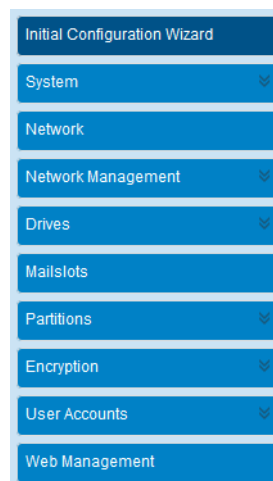 Initial Configuration Wizard
System
Network
Network Management
Drives
Mailslots
Partitions
Encryption
User Accounts
Web Management